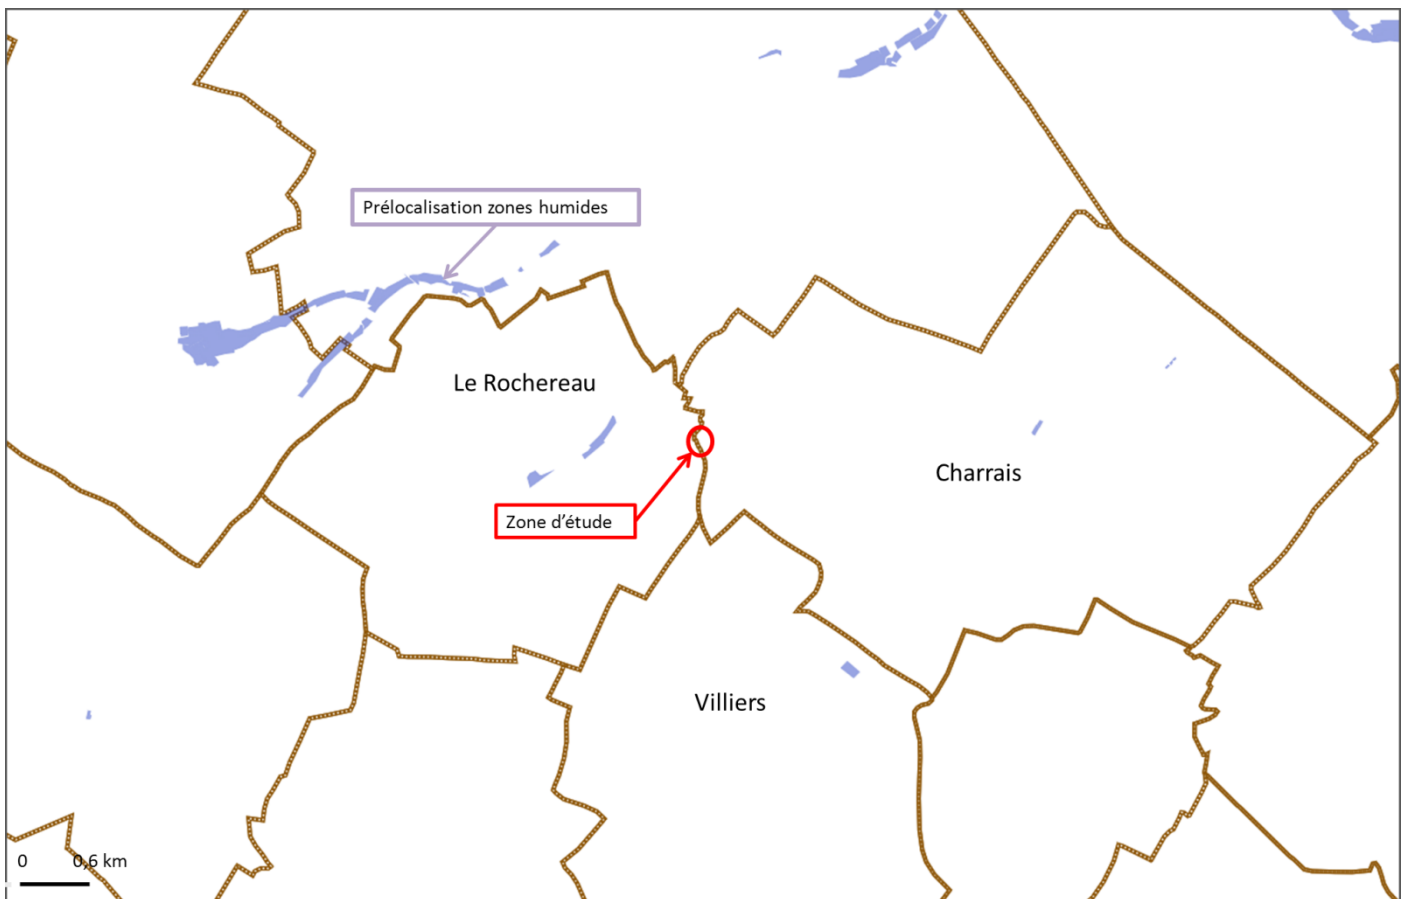 Prélocalisation zones humides
Le Rochereau
Charrais
Zone d’étude
Villiers
0 0,6 km